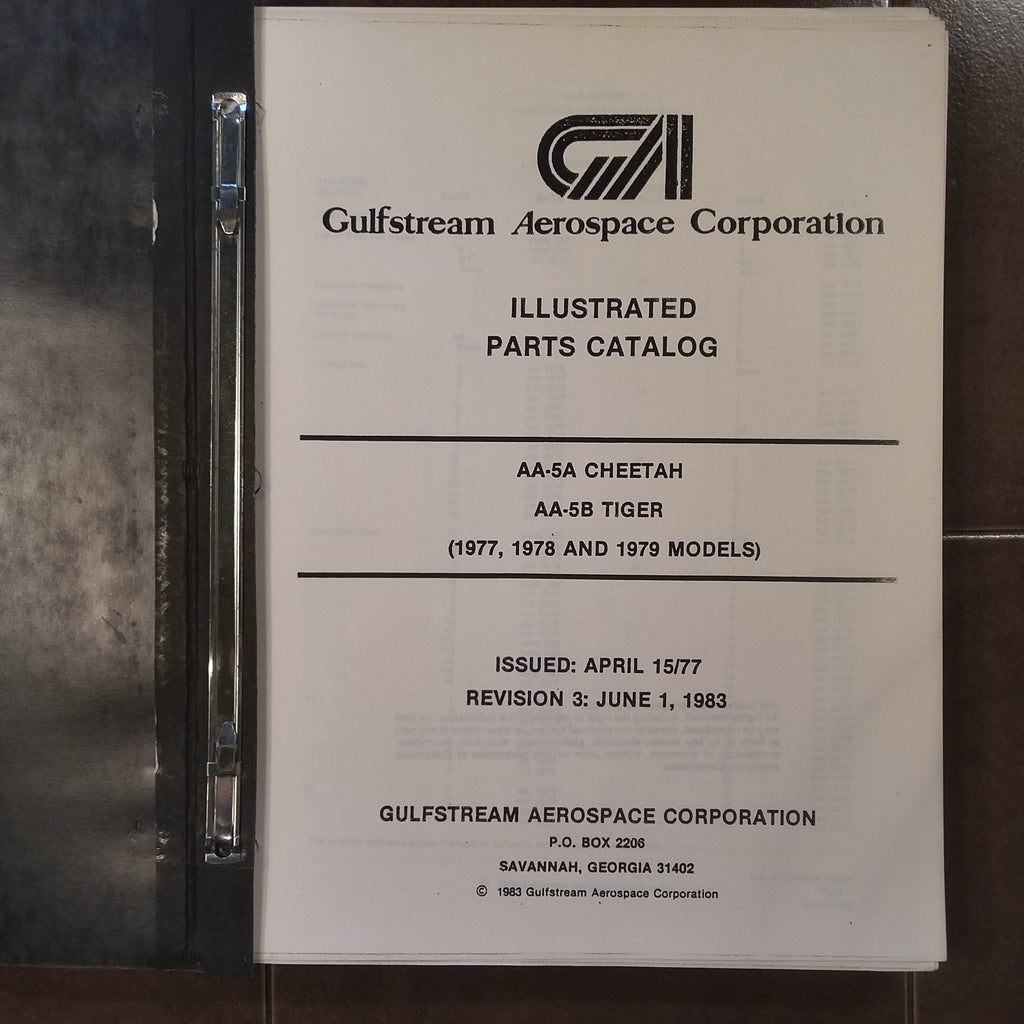 GA
Gulfstream Aerospace Corporation
ILLUSTRATED
PARTS CATALOG
AA-5A CHEETAH
AA-5B TIGER
(1977, 1978 AND 1979 MODELS)
ISSUED: APRIL 15/77
REVISION 3: JUNE 1, 1983
GULFSTREAM AEROSPACE CORPORATION
P.O. BOX 2206
SAVANNAH, GEORGIA 31402
© 1983 Gulfstream Aerospace Corporation